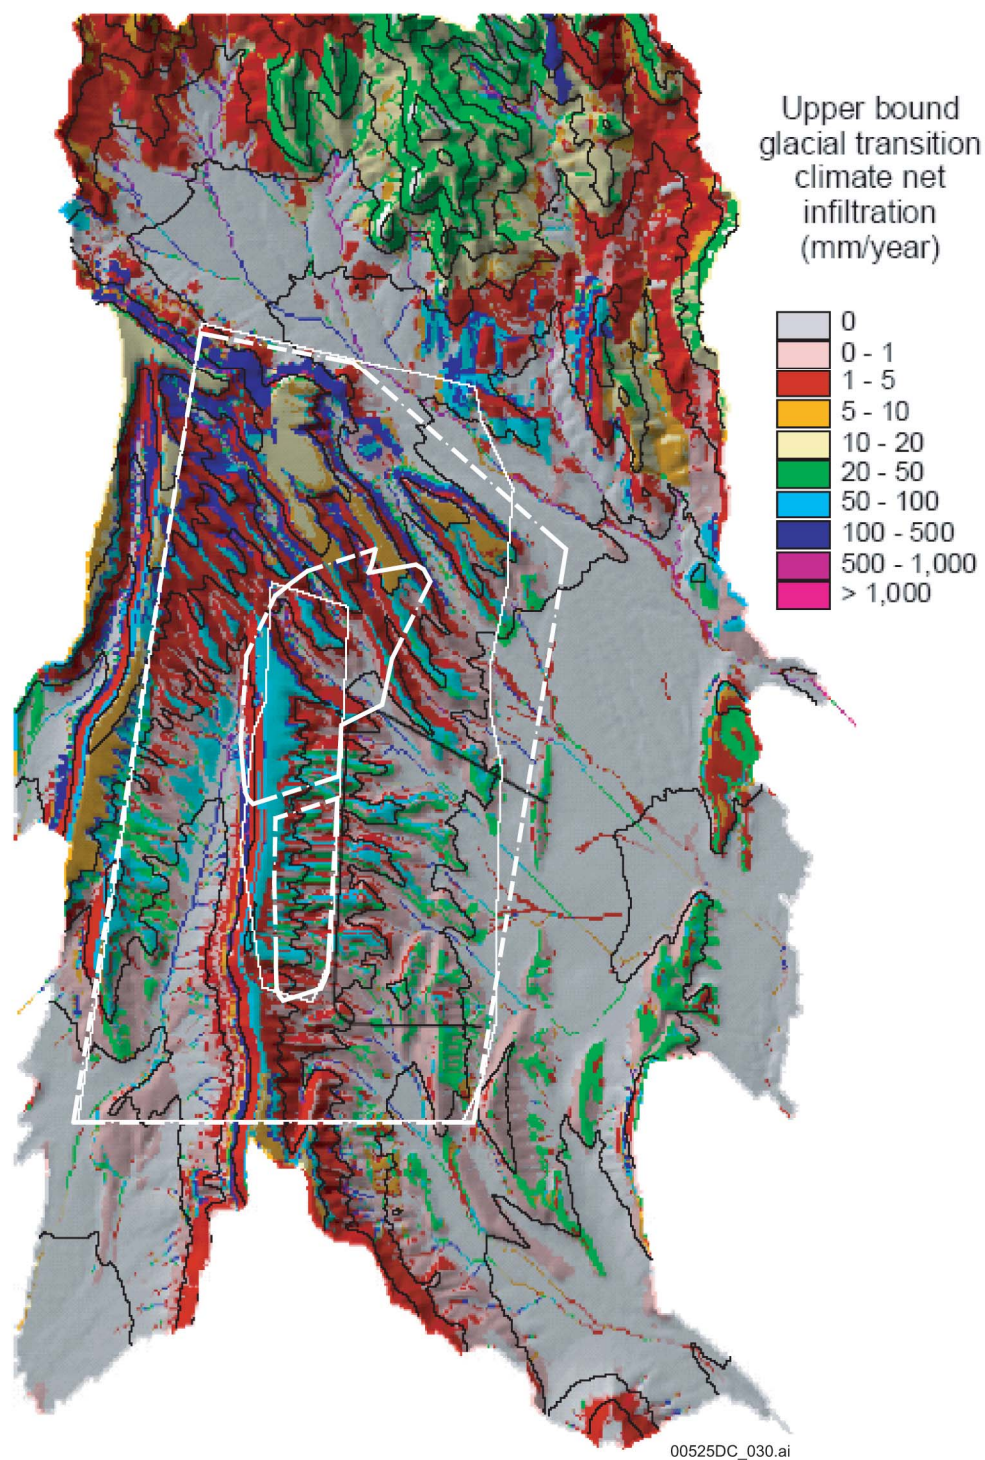 Upper bound
glacial transition
climate net
infiltration
(mm/year)
0
0 - 1
1 - 5
5 - 10
10 - 20
20 - 50
50 - 100
100 - 500
500 - 1,000
> 1,000
00525DC_030.ai